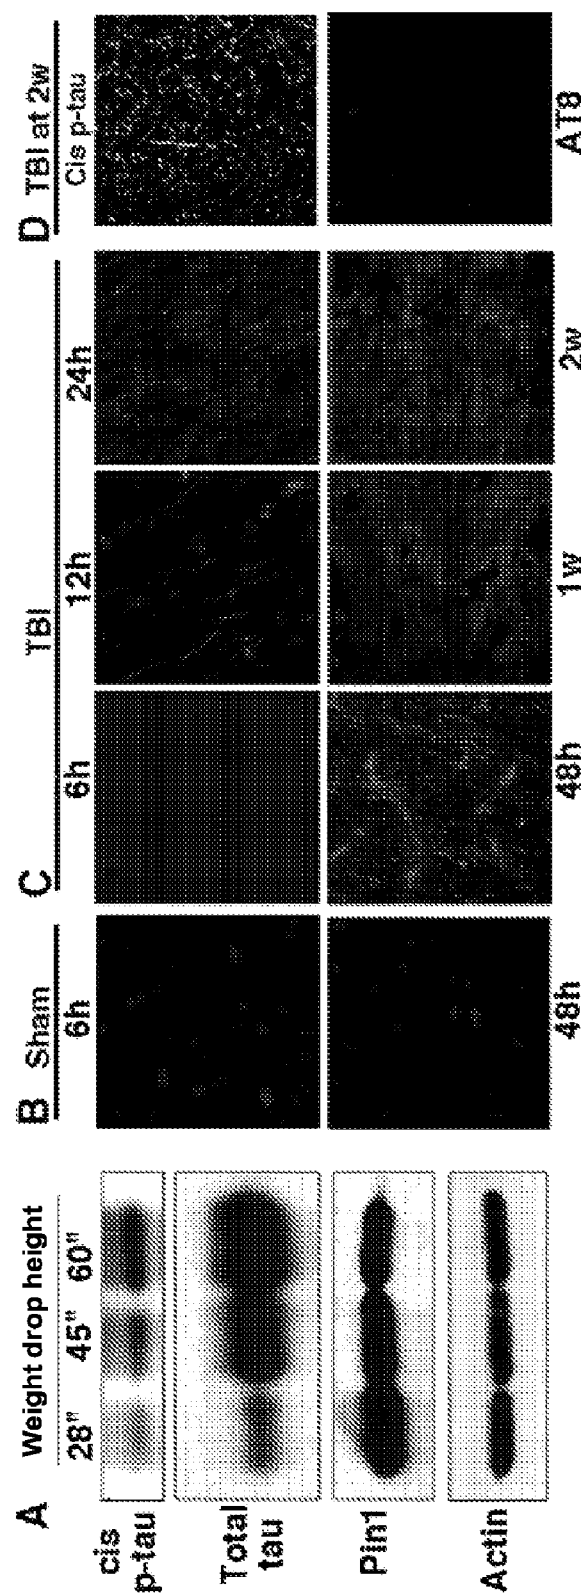 A
Weight drop height
28" 45" 60"
cis
p-tau
Total
tau
Pin1
Actin
B Sham
6h
48h
C TBI
6h 12h 24h
48h 1w 2w
D TBI at 2w
Cis p-tau
AT8